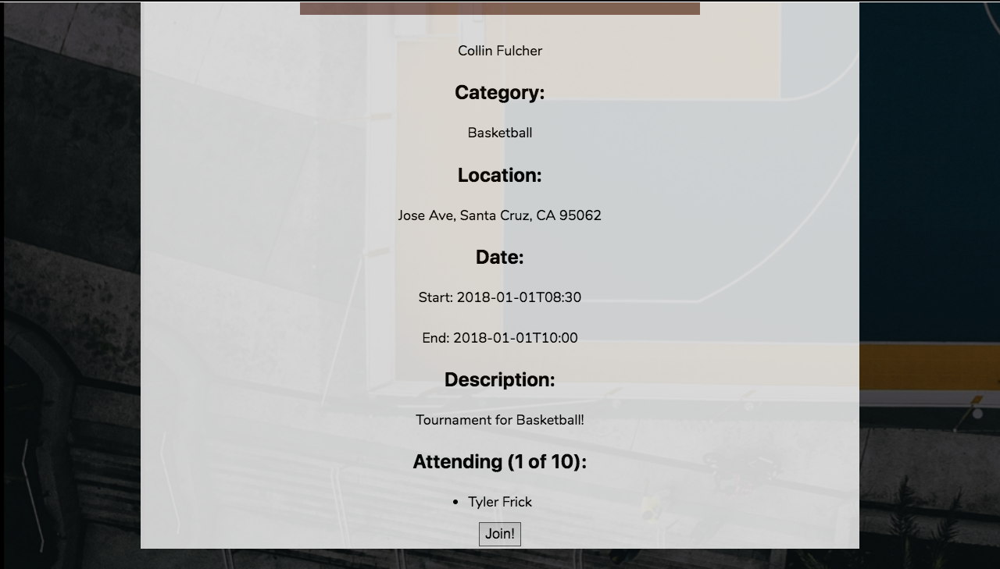 Collin Fulcher
Category:
Basketball
Location:
Jose Ave, Santa Cruz, CA 95062
Date:
Start: 2018-01-01T08:30
End: 2018-01-01T10:00
Description:
Tournament for Basketball!
Attending (1 of 10):
• Tyler Frick
Join!